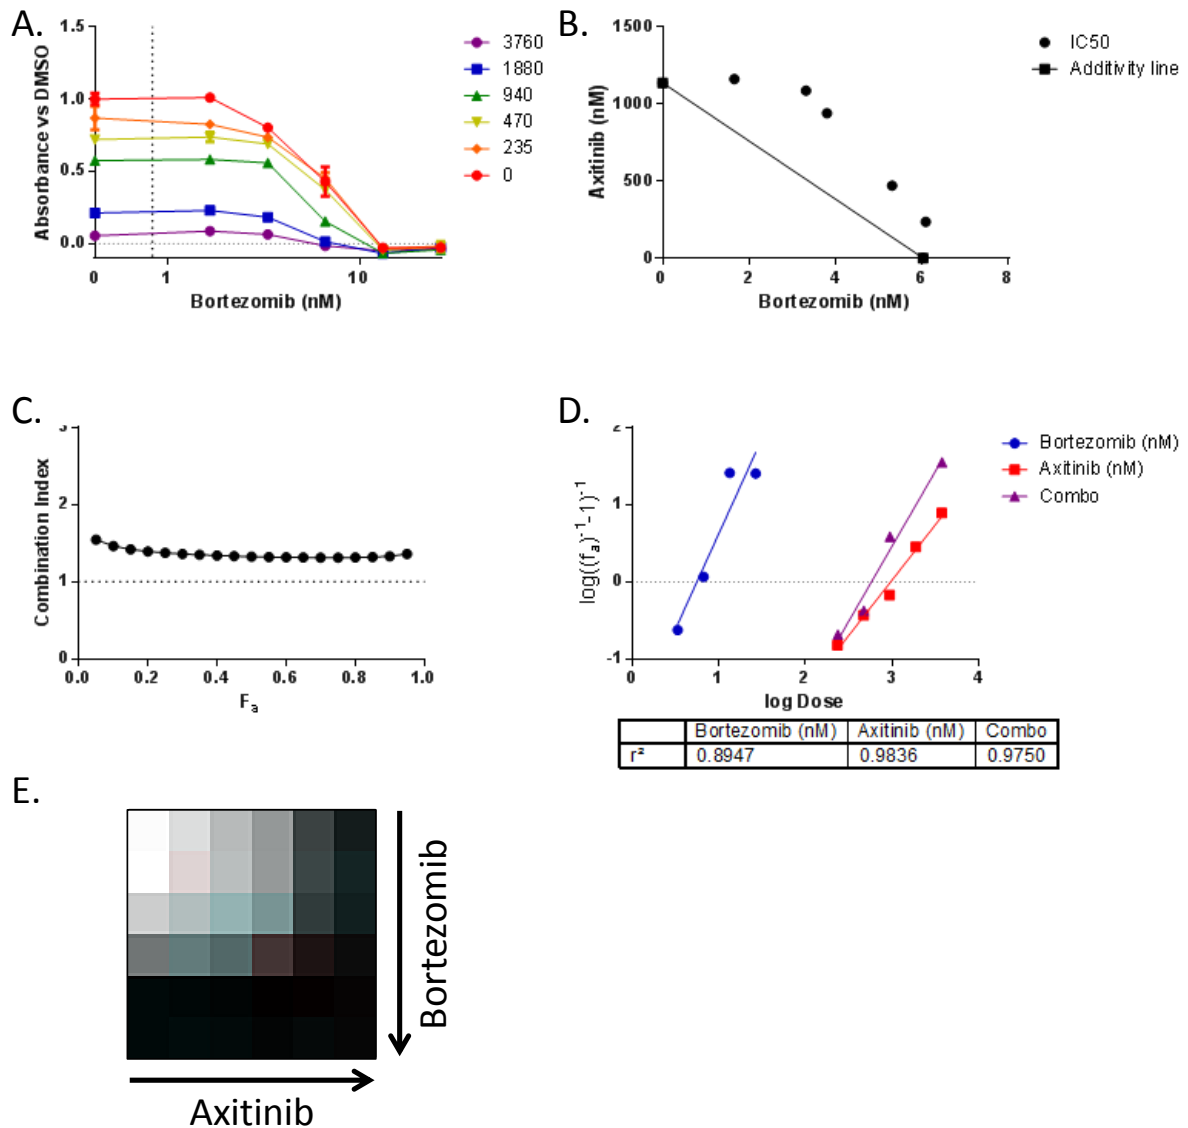 A.
Absorbance vs DMSO
1.5
1.0
0.5
0.0
0 1 10
Bortezomib (nM)
3760
1880
940
470
235
0
B.
Axitinib (nM)
1500
1000
500
0
0 2 4 6 8
Bortezomib (nM)
IC50
Additivity line
C.
Combination Index
3
2
1
0
0.0 0.2 0.4 0.6 0.8 1.0
Fa
D.
log((fa)-1-1)-1
2
1
0
-1
0 1 2 3 4
log Dose
Bortezomib (nM)
Axitinib (nM)
Combo
Bortezomib (nM) Axitinib (nM) Combo
r² 0.8947 0.9836 0.9750
E.
Bortezomib
Axitinib